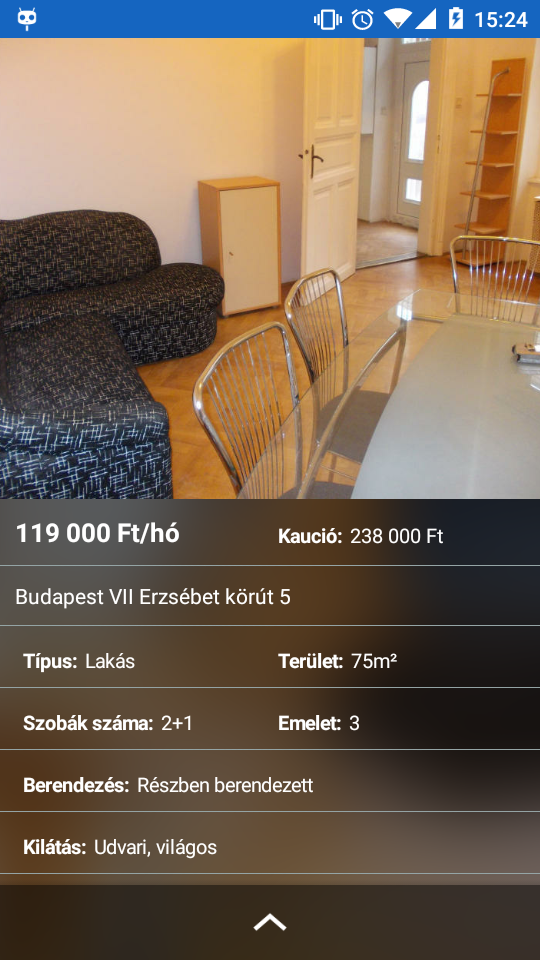 15:24
119 000 Ft/hó
Kaució: 238 000 Ft
Budapest VII Erzsébet körút 5
Típus: Lakás
Terület: 75m²
Szobák száma: 2+1
Emelet: 3
Berendezés: Részben berendezett
Kilátás: Udvari, világos